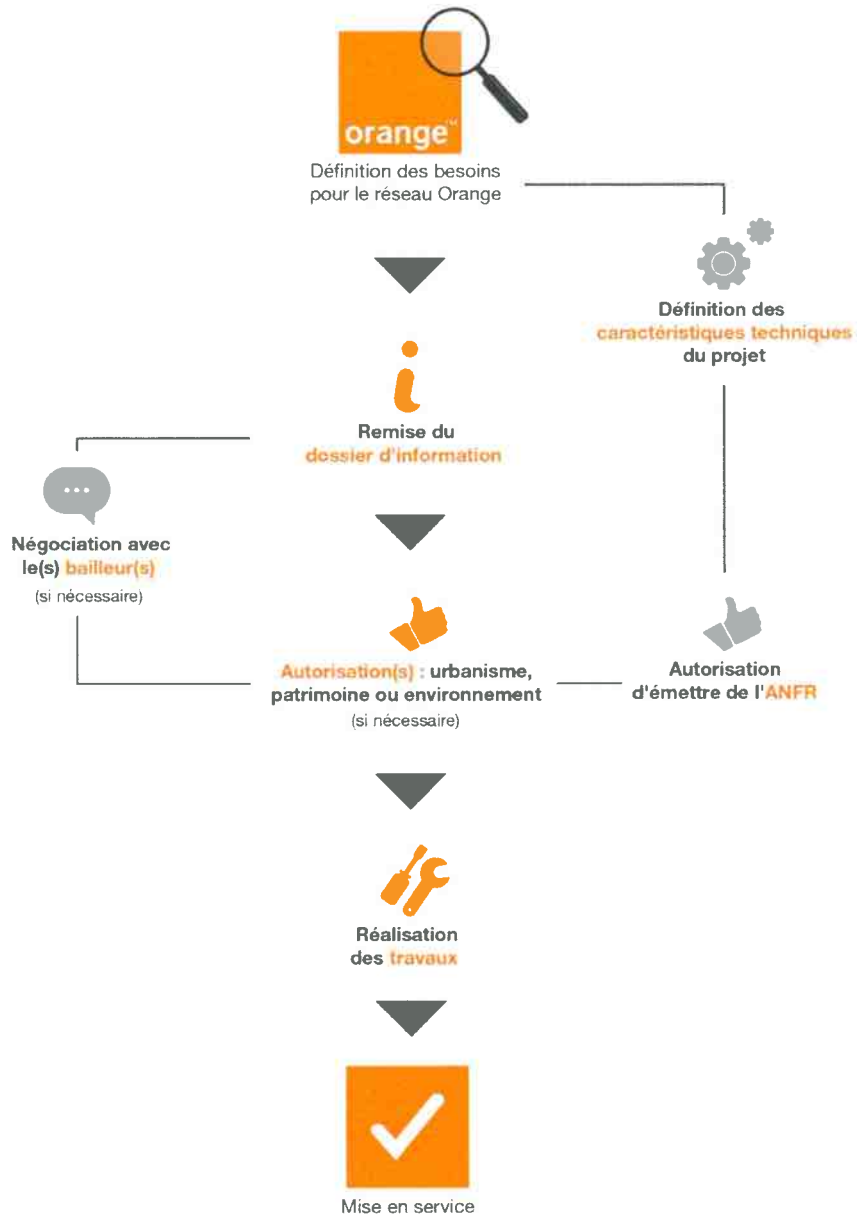 orange™
Définition des besoins
pour le réseau Orange
Définition des
caractéristiques techniques
du projet
Remise du
dossier d'information
Négociation avec
le(s) bailleur(s)
(si nécessaire)
Autorisation(s) : urbanisme,
patrimoine ou environnement
(si nécessaire)
Autorisation
d'émettre de l'ANFR
Réalisation
des travaux
Mise en service